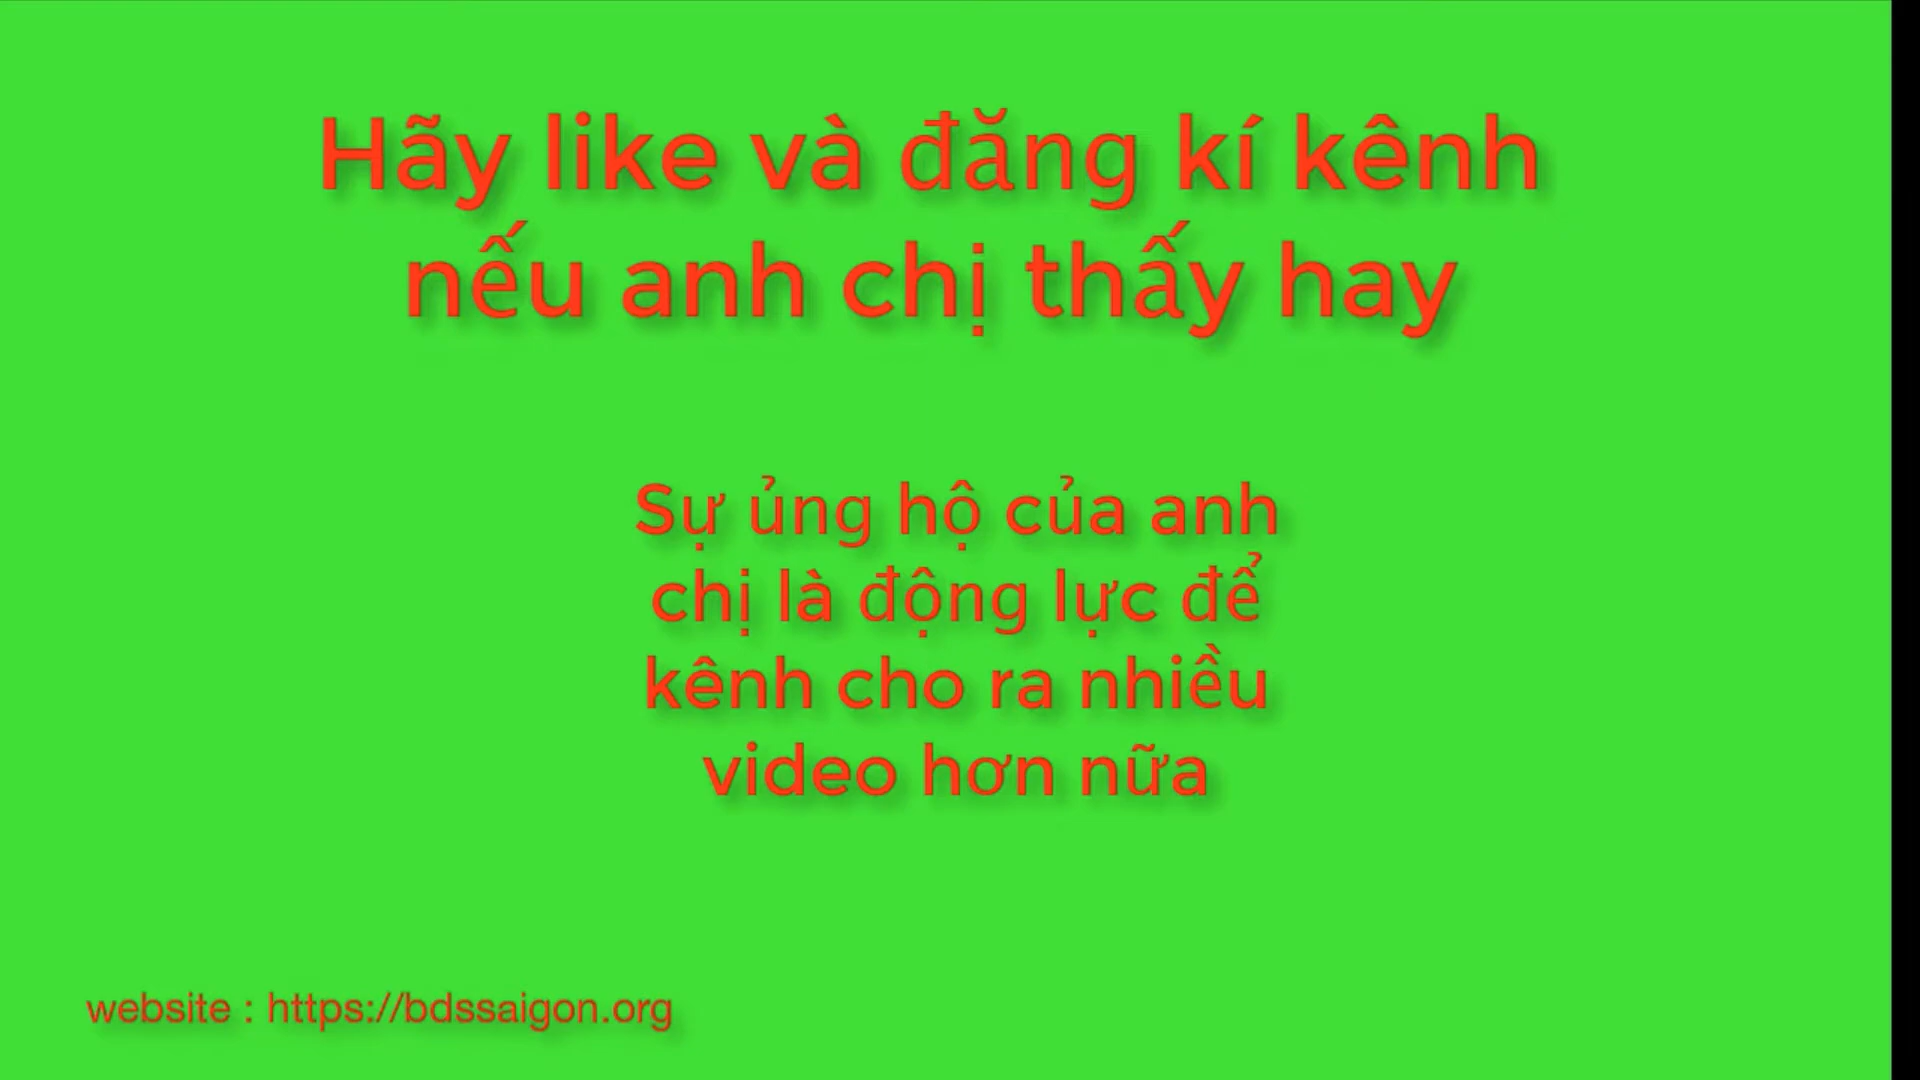 Hãy like và đăng kí kênh
nếu anh chị thấy hay
Sự ủng hộ của anh
chị là động lực để
kênh cho ra nhiều
video hơn nữa
website : https://bdssaigon.org